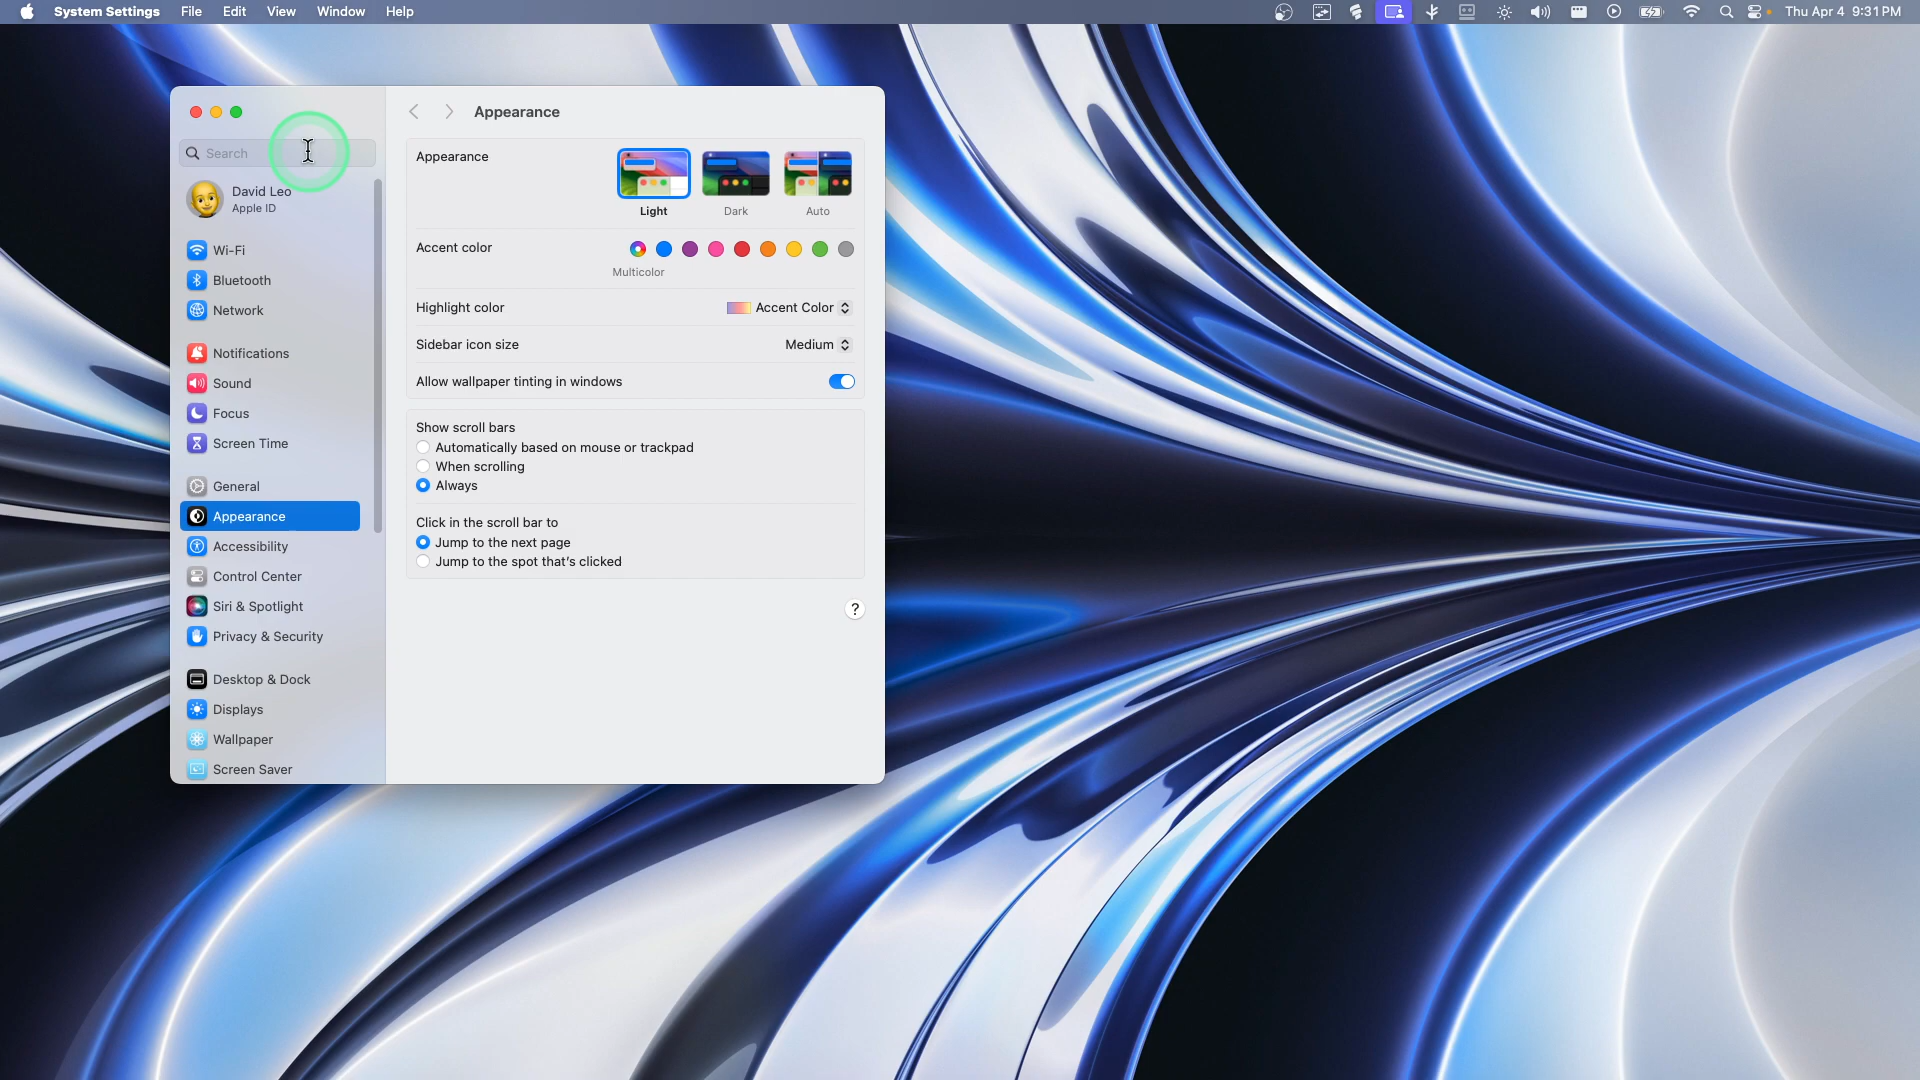 System Settings File Edit View Window Help
Thu Apr 4 9:31 PM
Search
David Leo
Apple ID
Wi-Fi
Bluetooth
Network
Notifications
Sound
Focus
Screen Time
General
Appearance
Accessibility
Control Center
Siri & Spotlight
Privacy & Security
Desktop & Dock
Displays
Wallpaper
Screen Saver
Appearance
Appearance
Light Dark Auto
Accent color
Multicolor
Highlight color Accent Color
Sidebar icon size Medium
Allow wallpaper tinting in windows
Show scroll bars
Automatically based on mouse or trackpad
When scrolling
Always
Click in the scroll bar to
Jump to the next page
Jump to the spot that's clicked
?